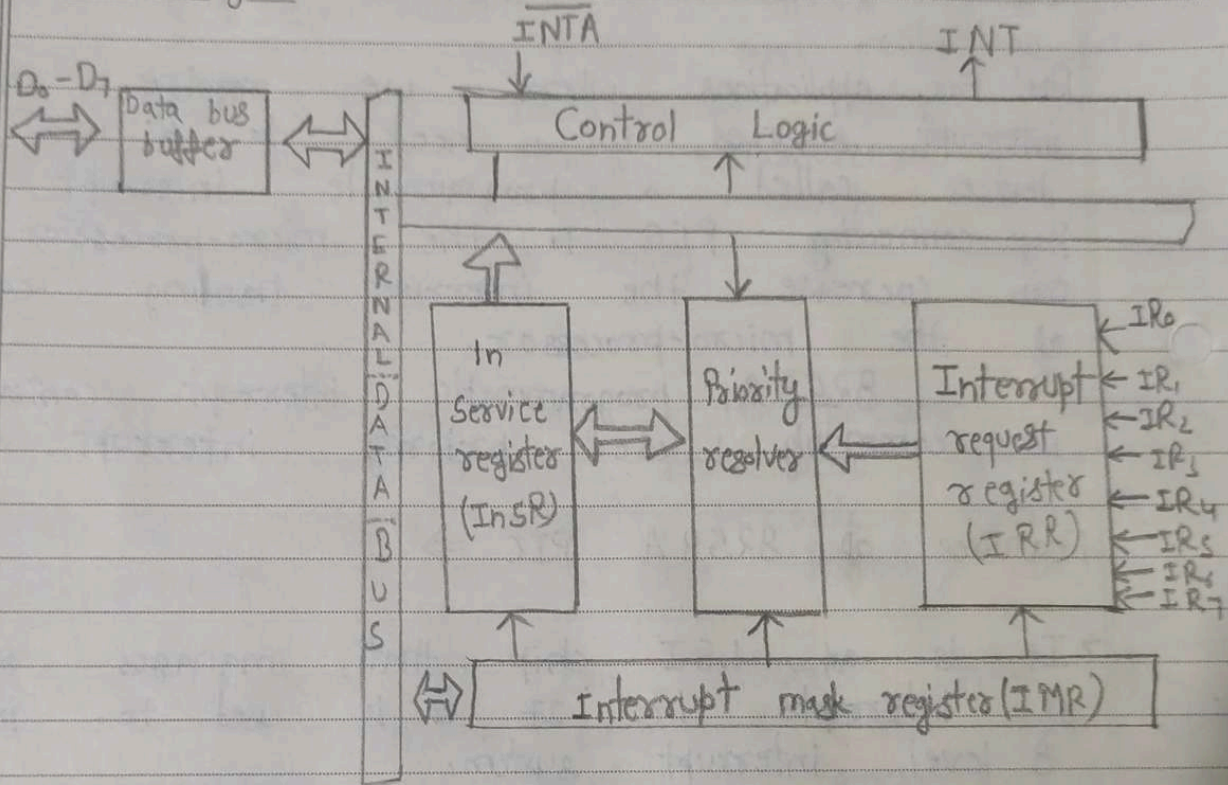 INTA
INT
D0-D7
Data bus
buffer
Control Logic
INTERNAL DATA BUS
In
Service
register
(InSR)
Priority
resolver
Interrupt
request
register
(IRR)
IR0
IR1
IR2
IR3
IR4
IR5
IR6
IR7
Interrupt mask register (IMR)